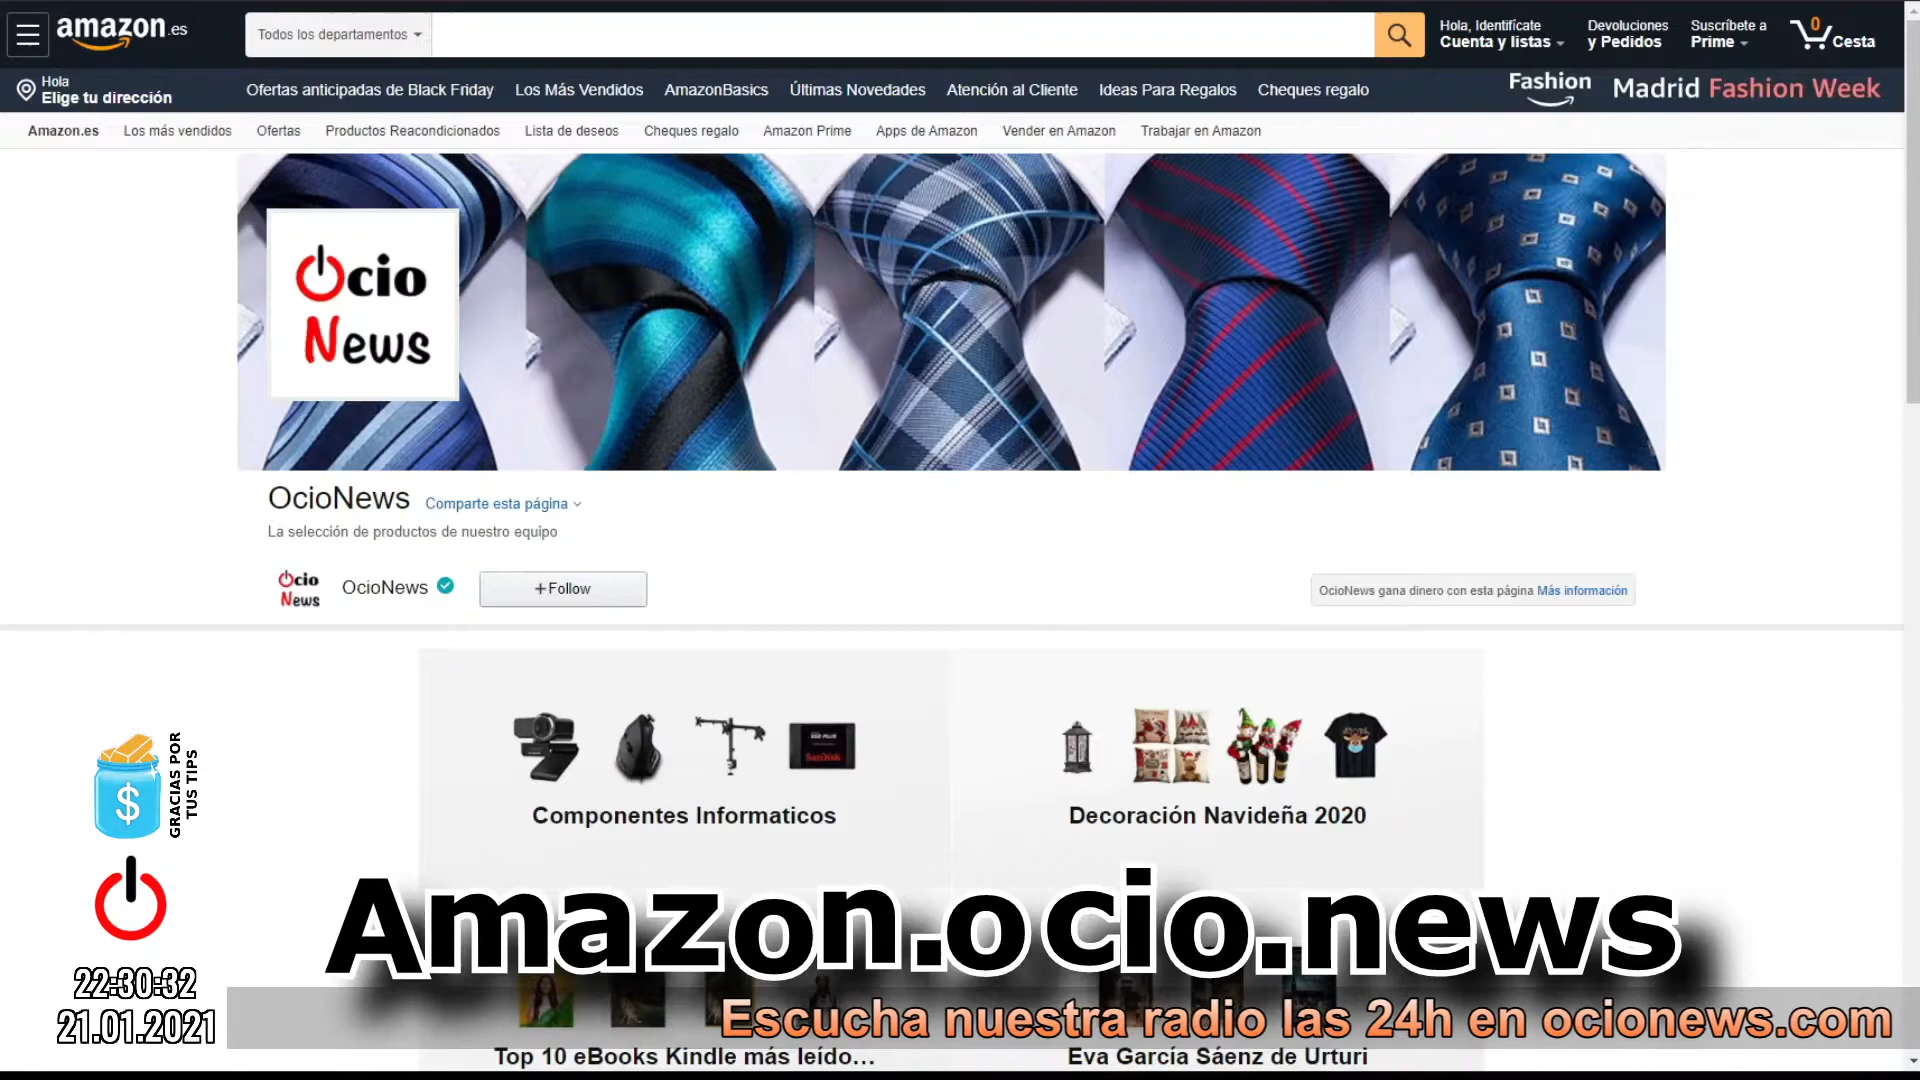 amazon.es
Todos los departamentos
Hola, Identifícate
Cuenta y listas
Devoluciones
y Pedidos
Suscríbete a
Prime
0
Cesta
Hola
Elige tu dirección
Ofertas anticipadas de Black Friday
Los Más Vendidos
AmazonBasics
Últimas Novedades
Atención al Cliente
Ideas Para Regalos
Cheques regalo
Fashion
Madrid Fashion Week
Amazon.es
Los más vendidos
Ofertas
Productos Reacondicionados
Lista de deseos
Cheques regalo
Amazon Prime
Apps de Amazon
Vender en Amazon
Trabajar en Amazon
Ocio
News
OcioNews
Comparte esta página
La selección de productos de nuestro equipo
Ocio
News
OcioNews
+Follow
OcioNews gana dinero con esta página Más información
SSD PLUS
SanDisk
Componentes Informaticos
Decoración Navideña 2020
$
GRACIAS POR
TUS TIPS
Amazon.ocio.news
22:30:32
21.01.2021
Escucha nuestra radio las 24h en ocionews.com
Top 10 eBooks Kindle más leído...
Eva García Sáenz de Urturi